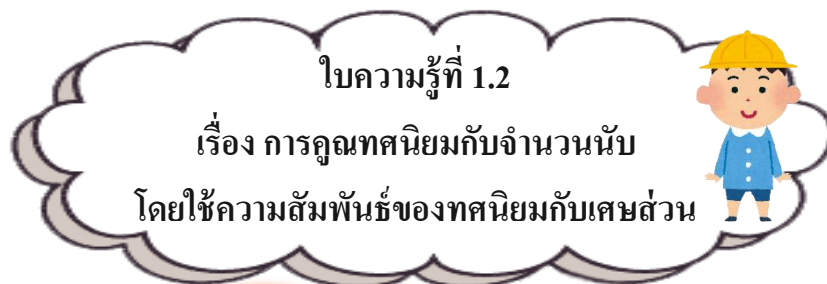 ใบความรู้ที่ 1.2
เรื่อง การคูณทศนิยมกับจำนวนนับ
โดยใช้ความสัมพันธ์ของทศนิยมกับเศษส่วน